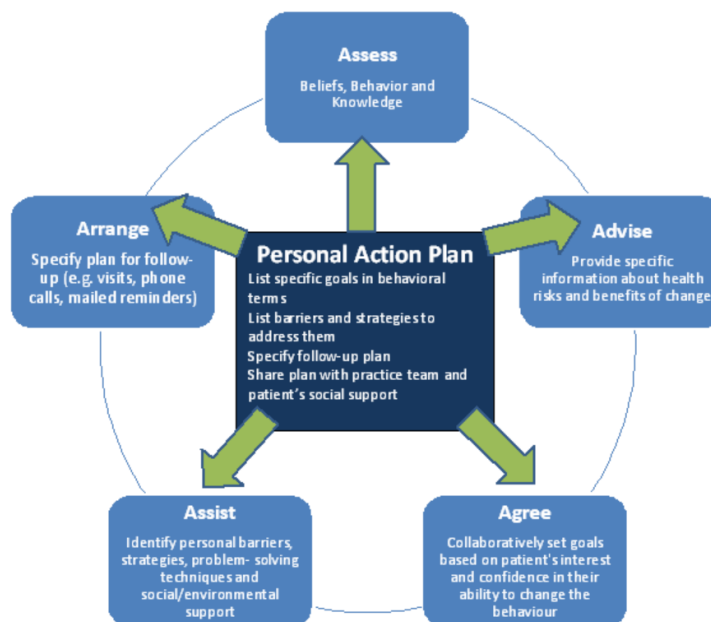 Assess
Beliefs, Behavior and
Knowledge
Arrange
Specify plan for follow-
up (e.g. visits, phone
calls, mailed reminders)
Personal Action Plan
List specific goals in behavioral
terms
List barriers and strategies to
address them
Specify follow-up plan
Share plan with practice team and
patient's social support
Advise
Provide specific
information about health
risks and benefits of change
Assist
Identify personal barriers,
strategies, problem- solving
techniques and
social/environmental
support
Agree
Collaboratively set goals
based on patient's interest
and confidence in their
ability to change the
behaviour